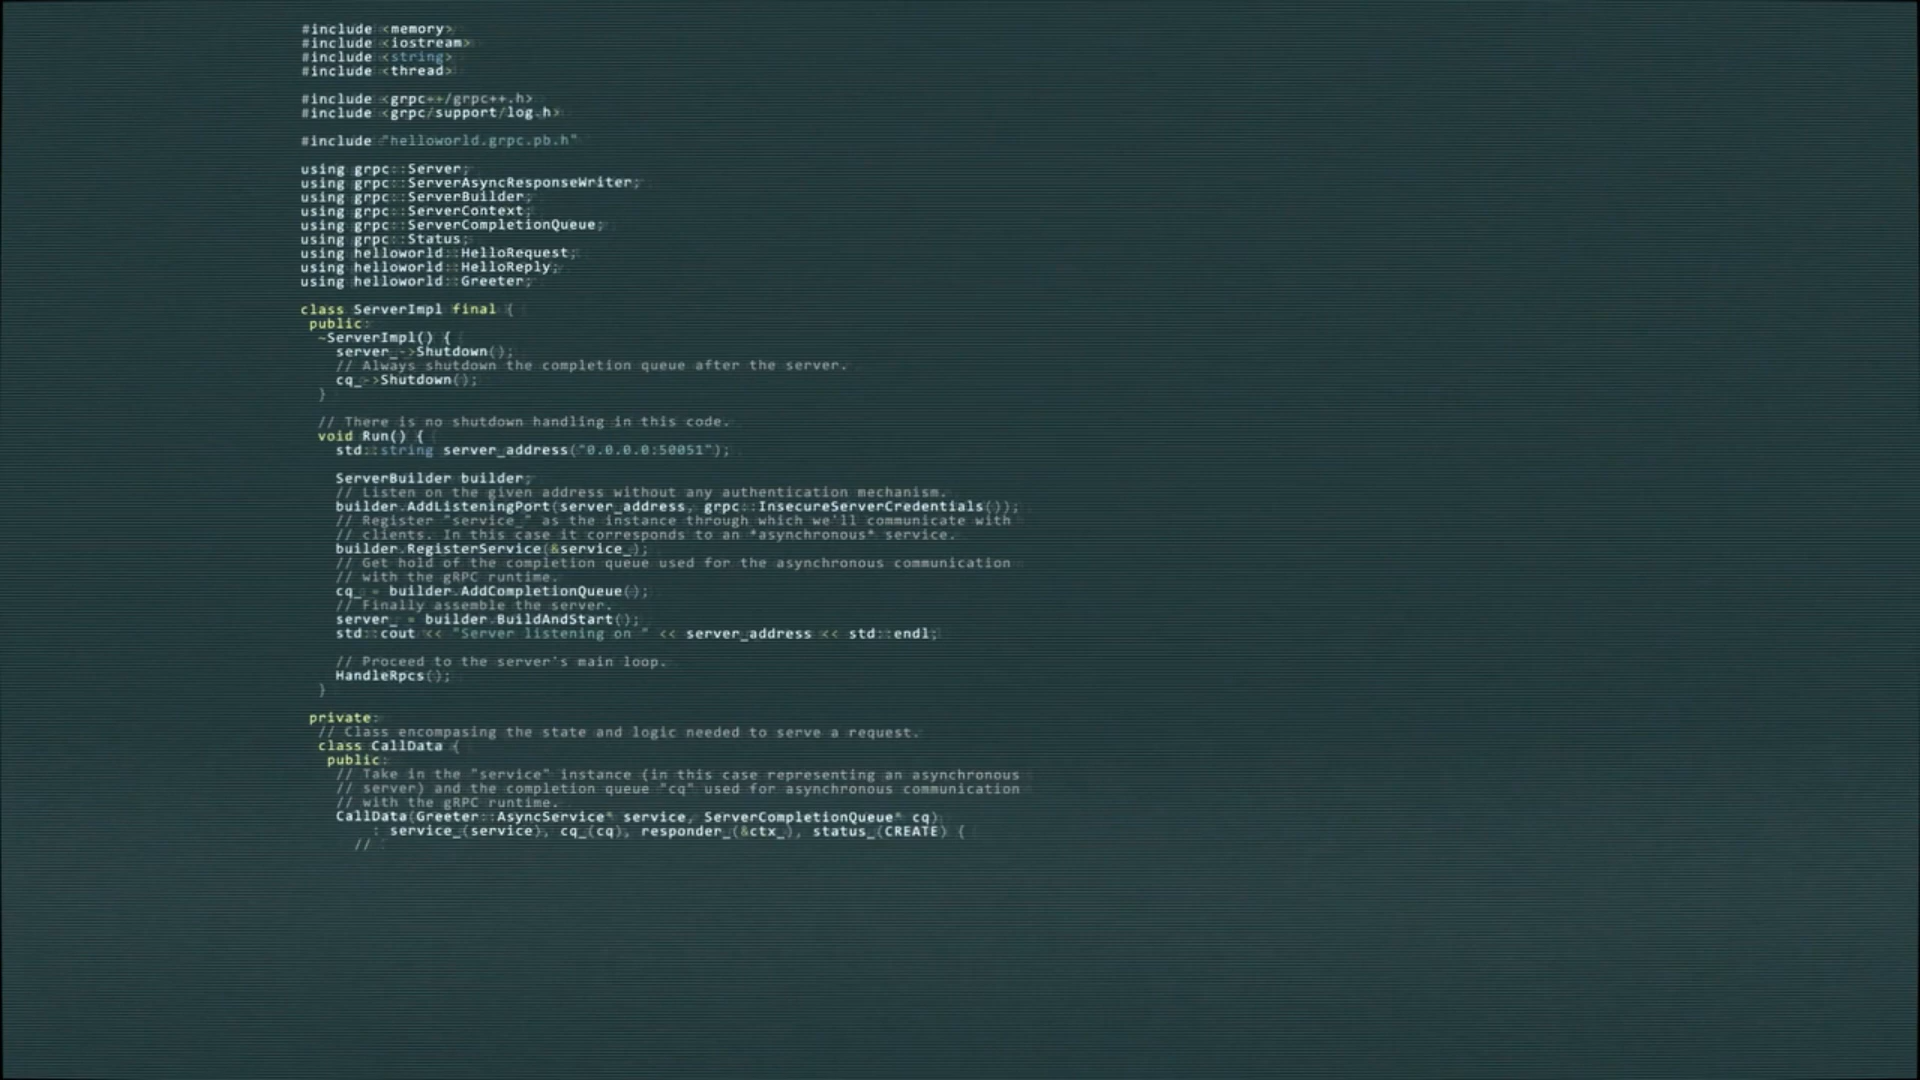 #include <memory>
#include <iostream>
#include <string>
#include <thread>
#include <grpc++/grpc++.h>
#include <grpc/support/log.h>
#include "helloworld.grpc.pb.h"
using grpc::Server;
using grpc::ServerAsyncResponseWriter;
using grpc::ServerBuilder;
using grpc::ServerContext;
using grpc::ServerCompletionQueue;
using grpc::Status;
using helloworld::HelloRequest;
using helloworld::HelloReply;
using helloworld::Greeter;
class ServerImpl final {
public:
~ServerImpl() {
server_->Shutdown();
// Always shutdown the completion queue after the server.
cq_->Shutdown();
}
// There is no shutdown handling in this code.
void Run() {
std::string server_address("0.0.0.0:50051");
ServerBuilder builder;
// Listen on the given address without any authentication mechanism.
builder.AddListeningPort(server_address, grpc::InsecureServerCredentials());
// Register "service_" as the instance through which we'll communicate with
// clients. In this case it corresponds to an *asynchronous* service.
builder.RegisterService(&service_);
// Get hold of the completion queue used for the asynchronous communication
// with the gRPC runtime.
cq_ = builder.AddCompletionQueue();
// Finally assemble the server.
server_ = builder.BuildAndStart();
std::cout << "Server listening on " << server_address << std::endl;
// Proceed to the server's main loop.
HandleRpcs();
}
private:
// Class encompasing the state and logic needed to serve a request.
class CallData {
public:
// Take in the "service" instance (in this case representing an asynchronous
// server) and the completion queue "cq" used for asynchronous communication
// with the gRPC runtime.
CallData(Greeter::AsyncService* service, ServerCompletionQueue* cq)
: service_(service), cq_(cq), responder_(&ctx_), status_(CREATE) {
//